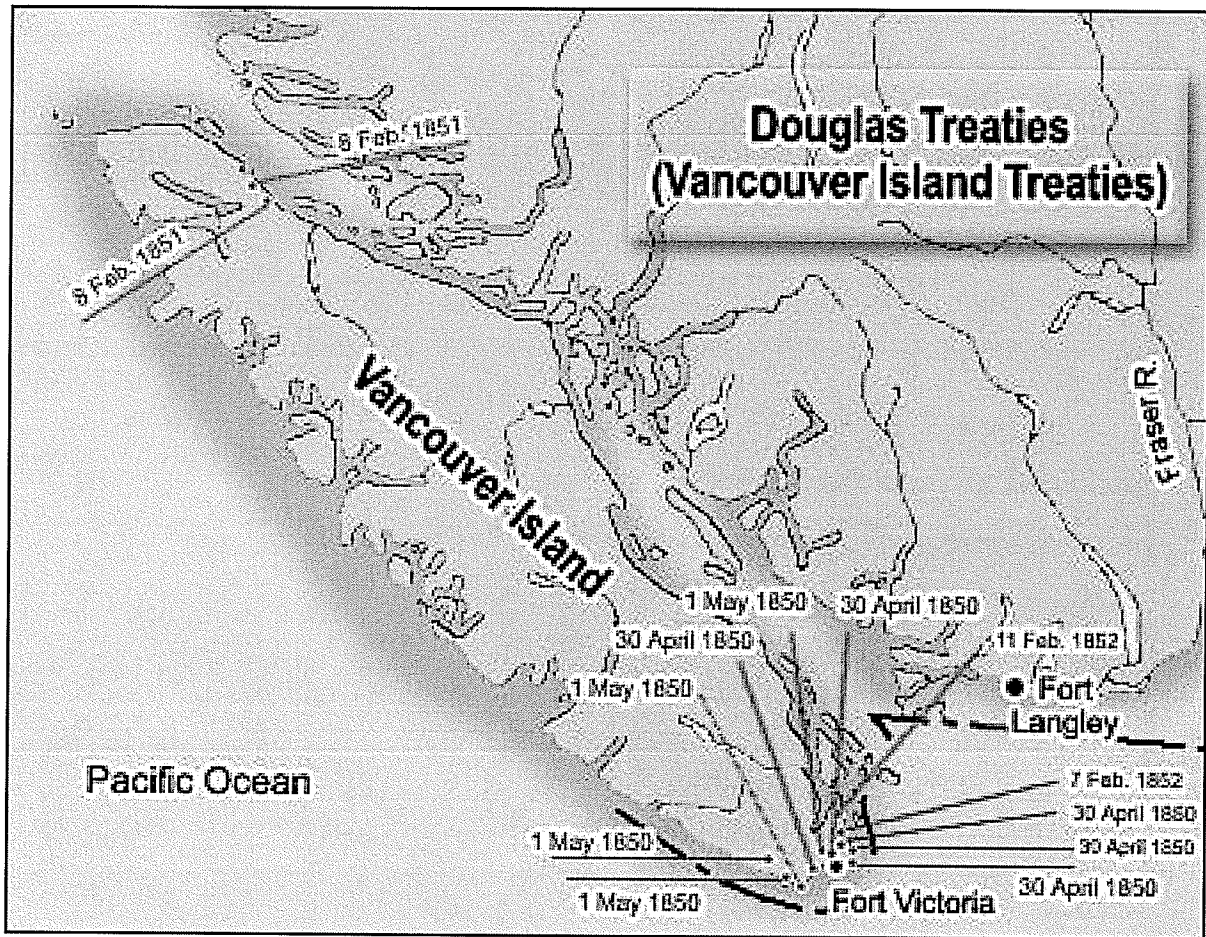 Douglas Treaties
(Vancouver Island Treaties)
8 Feb. 1851
8 Feb. 1851
Fraser R.
Vancouver Island
1 May 1850
30 April 1850
30 April 1850
11 Feb. 1852
1 May 1850
Fort
Langley
Pacific Ocean
7 Feb. 1852
30 April 1850
1 May 1850
30 April 1850
30 April 1850
1 May 1850
Fort Victoria